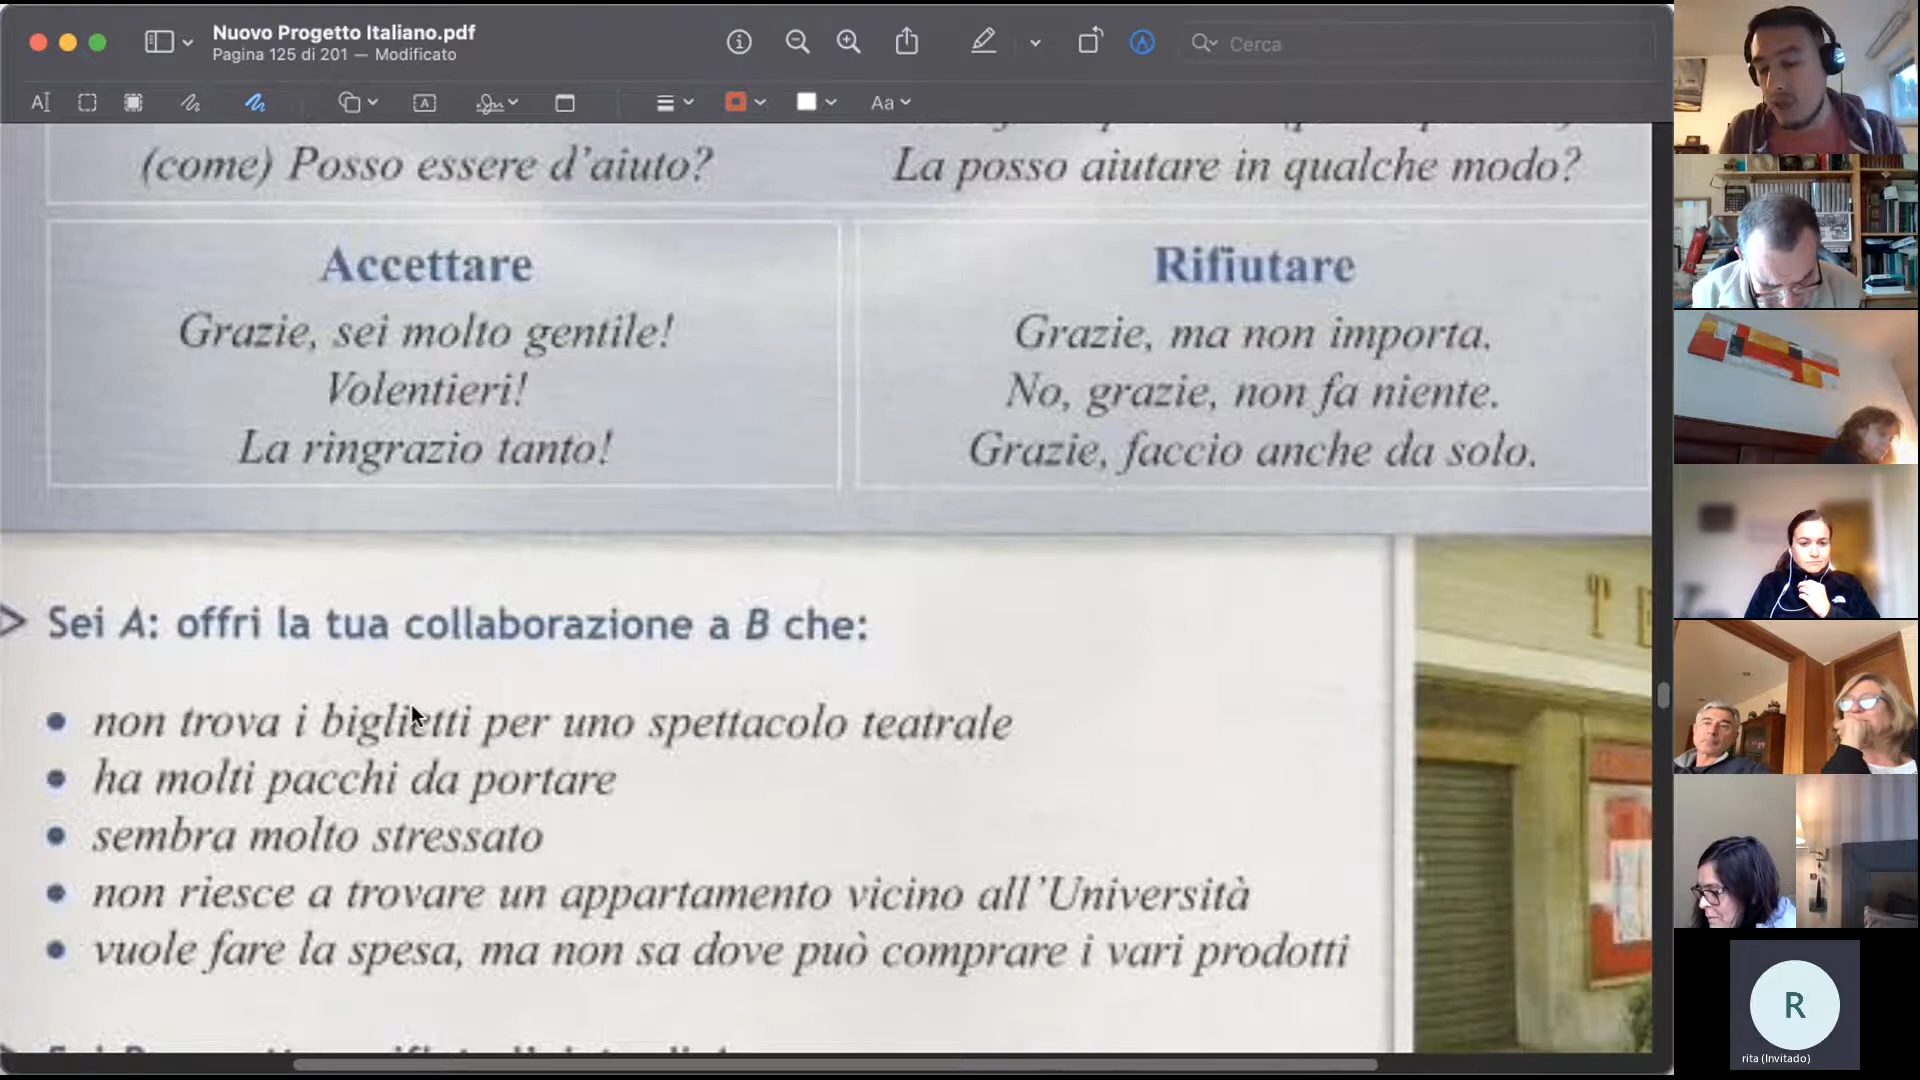 Nuovo Progetto Italiano.pdf
Pagina 125 di 201 — Modificato
Cerca
Aa
(come) Posso essere d'aiuto?
La posso aiutare in qualche modo?
Accettare
Grazie, sei molto gentile!
Volentieri!
La ringrazio tanto!
Rifiutare
Grazie, ma non importa.
No, grazie, non fa niente.
Grazie, faccio anche da solo.
Sei A: offri la tua collaborazione a B che:
non trova i biglietti per uno spettacolo teatrale
ha molti pacchi da portare
sembra molto stressato
non riesce a trovare un appartamento vicino all'Università
vuole fare la spesa, ma non sa dove può comprare i vari prodotti
T E
R
rita (Invitado)